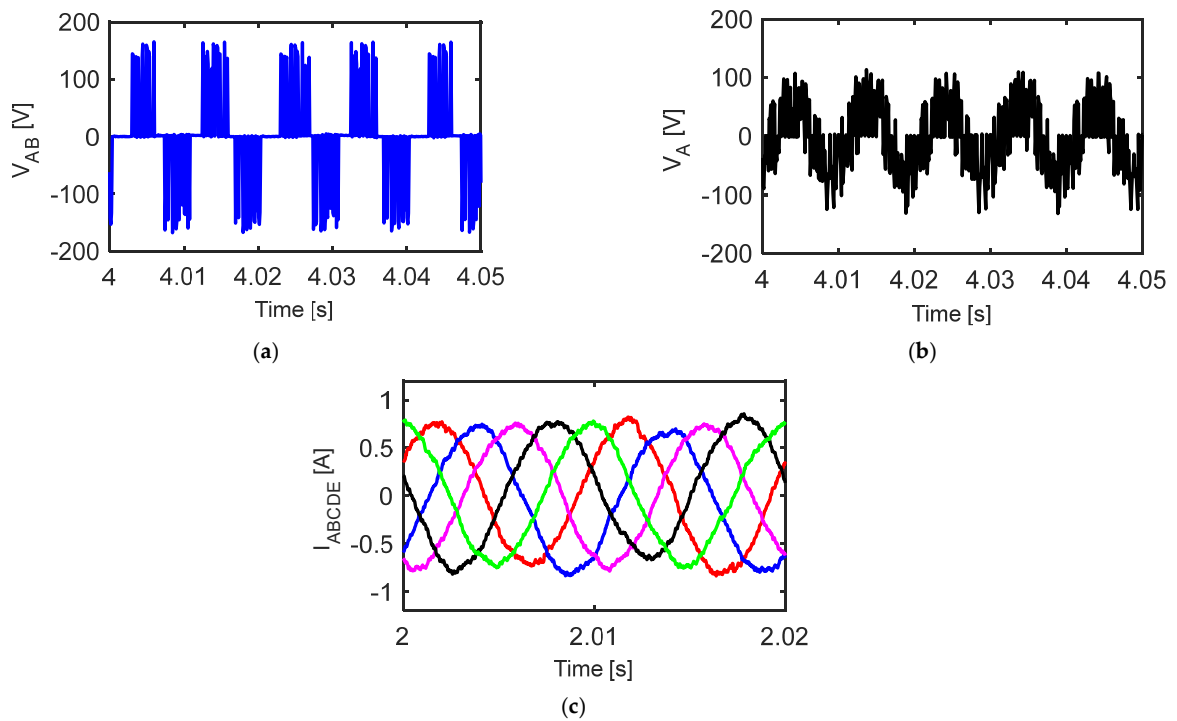 200
100
0
-100
-200
V_AB [V]
4 4.01 4.02 4.03 4.04 4.05
Time [s]
(a)
200
100
0
-100
-200
V_A [V]
4 4.01 4.02 4.03 4.04 4.05
Time [s]
(b)
1
0.5
0
-0.5
-1
I_ABCDE [A]
2 2.01 2.02
Time [s]
(c)